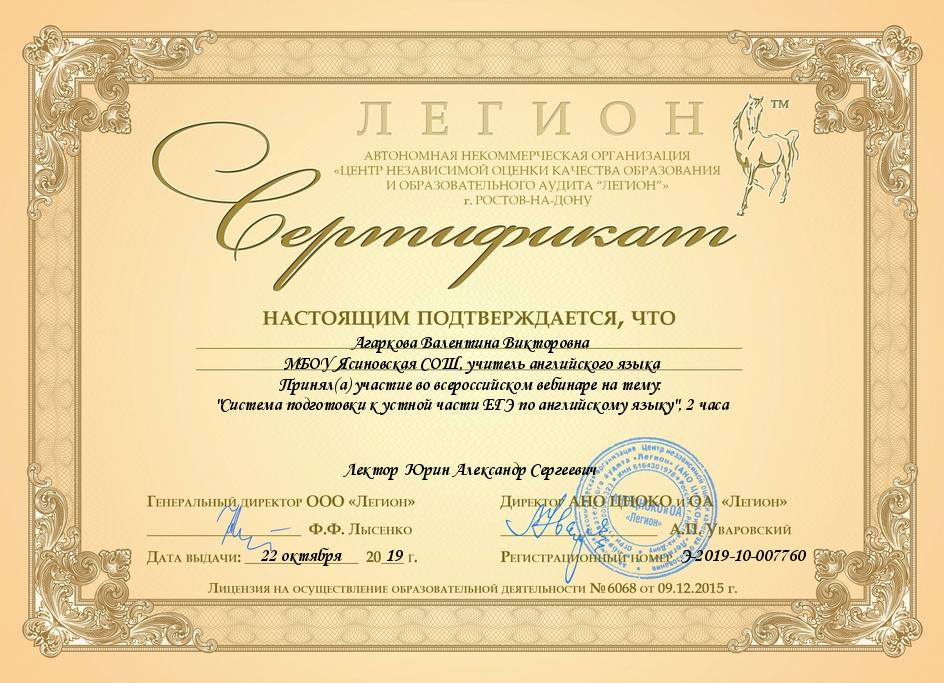 ЛЕГИОН ™
АВТОНОМНАЯ НЕКОММЕРЧЕСКАЯ ОРГАНИЗАЦИЯ
«ЦЕНТР НЕЗАВИСИМОЙ ОЦЕНКИ КАЧЕСТВА ОБРАЗОВАНИЯ
И ОБРАЗОВАТЕЛЬНОГО АУДИТА "ЛЕГИОН"»
г. РОСТОВ-НА-ДОНУ
Сертификат
НАСТОЯЩИМ ПОДТВЕРЖДАЕТСЯ, ЧТО
Агаркова Валентина Викторовна
МБОУ Ясиновская СОШ, учитель английского языка
Принял(а) участие во всероссийском вебинаре на тему:
"Система подготовки к устной части ЕГЭ по английскому языку", 2 часа
Лектор Юрин Александр Сергеевич
Генеральный директор ООО «Легион»
Ф.Ф. Лысенко
Дата выдачи: 22 октября 2019 г.
Директор АНО ЦНОКО и ОА «Легион»
А.П. Уваровский
Регистрационный номер Э-2019-10-007760
Лицензия на осуществление образовательной деятельности №6068 от 09.12.2015 г.